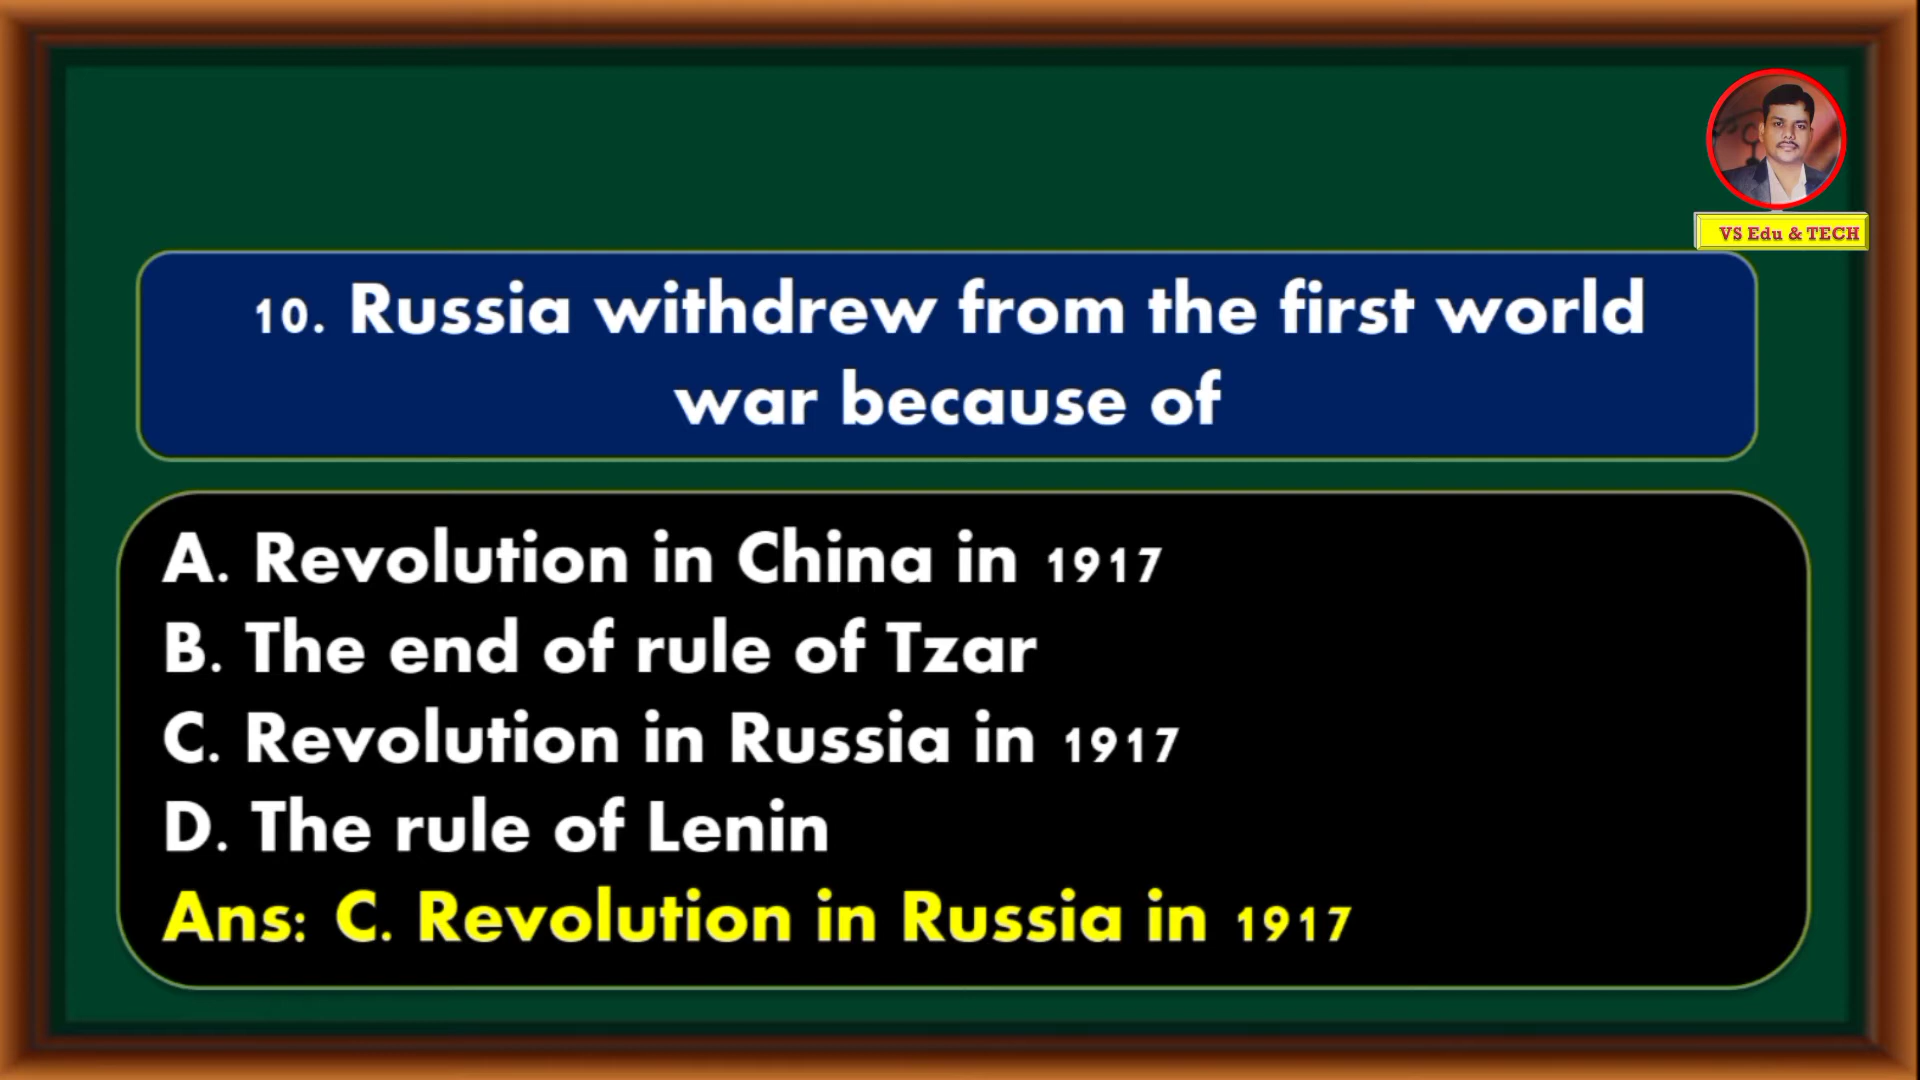 VS Edu & TECH
10. Russia withdrew from the first world
war because of
A. Revolution in China in 1917
B. The end of rule of Tzar
C. Revolution in Russia in 1917
D. The rule of Lenin
Ans: C. Revolution in Russia in 1917